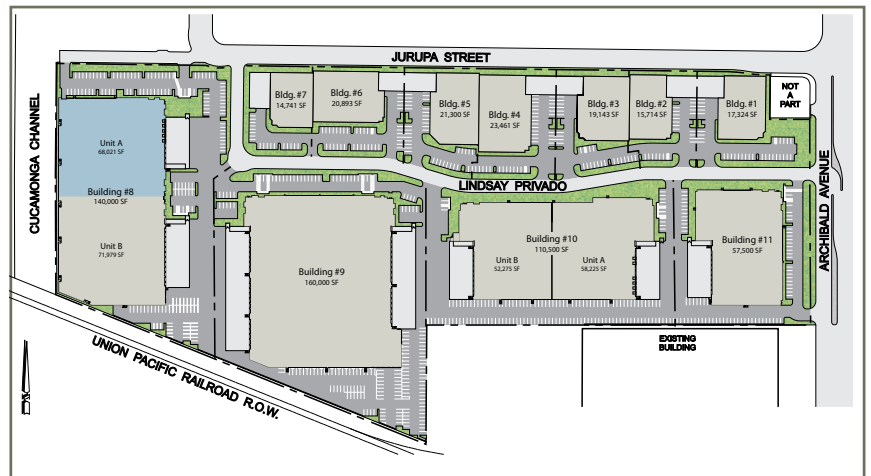 JURUPA STREET
CUCAMONGA CHANNEL
Bldg. #7
14,741 SF
Bldg. #6
20,893 SF
Bldg. #5
21,300 SF
Bldg. #4
23,461 SF
Bldg. #3
19,143 SF
Bldg. #2
15,714 SF
Bldg. #1
17,324 SF
NOT
A
PART
Unit A
68,021 SF
Building #8
140,000 SF
Unit B
71,979 SF
LINDSAY PRIVADO
ARCHIBALD AVENUE
Building #9
160,000 SF
Building #10
110,500 SF
Unit B
52,275 SF
Unit A
58,225 SF
Building #11
57,500 SF
EXISTING
BUILDING
UNION PACIFIC RAILROAD R.O.W.